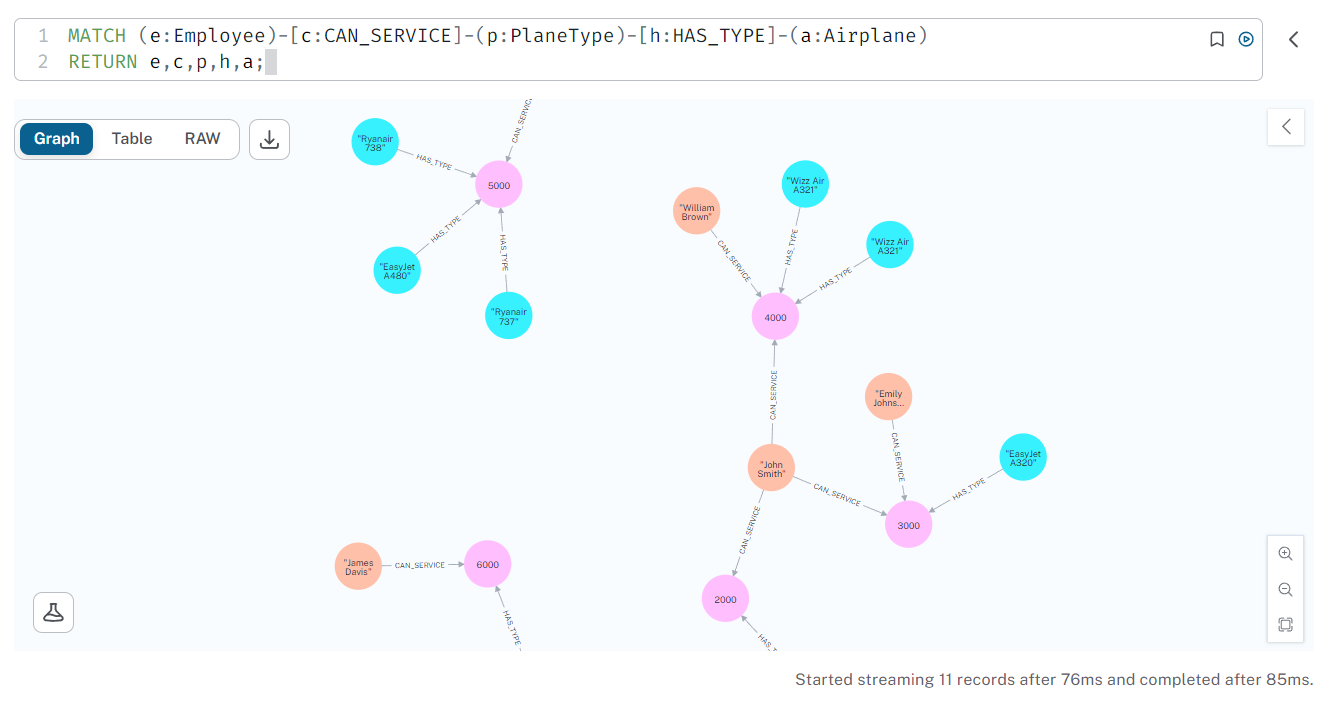 1 MATCH (e:Employee)-[c:CAN_SERVICE]-(p:PlaneType)-[h:HAS_TYPE]-(a:Airplane)
2 RETURN e,c,p,h,a;
Graph Table RAW
CAN_SERVIC
"Ryanair
738"
HAS_TYPE
5000
HAS_TYPE
"EasyJet
A480"
HAS_TYPE
"Ryanair
737"
"William
Brown"
CAN_SERVICE
"Wizz Air
A321"
HAS_TYPE
"Wizz Air
A321"
HAS_TYPE
4000
CAN_SERVICE
"Emily
Johns...
CAN_SERVICE
"EasyJet
A320"
HAS_TYPE
"John
Smith"
CAN_SERVICE
3000
CAN_SERVICE
"James
Davis"
CAN_SERVICE
6000
HAS_TYPE
2000
HAS_T
Started streaming 11 records after 76ms and completed after 85ms.